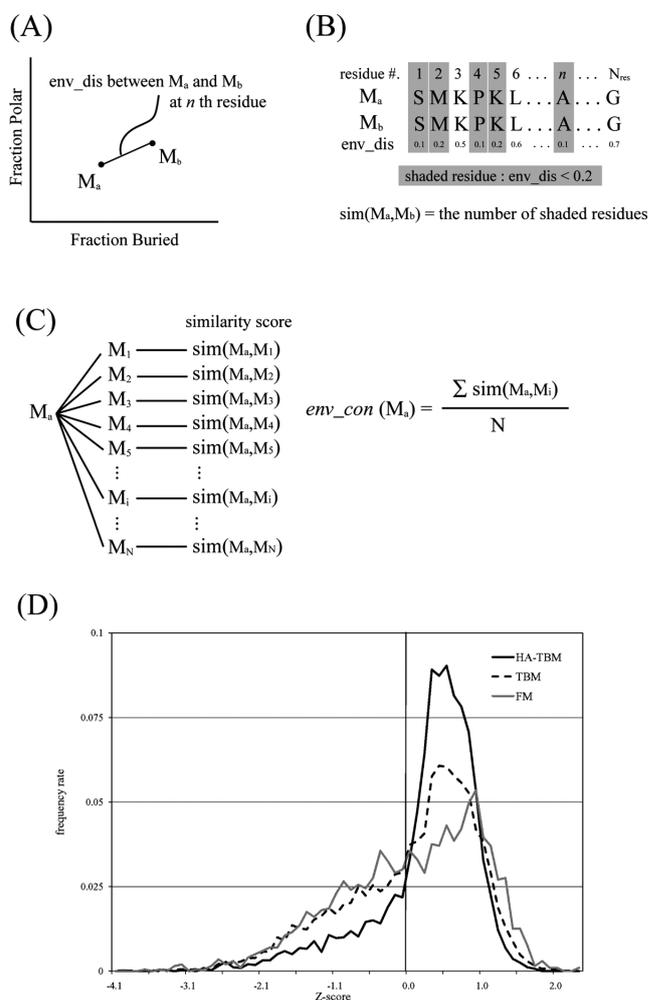 (A)
env_dis between Ma and Mb
at n th residue
Fraction Polar
Ma
Mb
Fraction Buried
(B)
residue #. 1 2 3 4 5 6 ... n ... Nres
Ma S M K P K L ... A ... G
Mb S M K P K L ... A ... G
env_dis 0.1 0.2 0.5 0.1 0.2 0.6 ... 0.1 ... 0.7
shaded residue : env_dis < 0.2
sim(Ma,Mb) = the number of shaded residues
(C)
similarity score
Ma
M1 sim(Ma,M1)
M2 sim(Ma,M2)
M3 sim(Ma,M3)
M4 sim(Ma,M4)
M5 sim(Ma,M5)
⋮ ⋮
Mi sim(Ma,Mi)
⋮ ⋮
MN sim(Ma,MN)
env_con (Ma) = ∑ sim(Ma,Mi)
N
(D)
0.1
0.075
0.05
0.025
0
frequency rate
HA-TBM
TBM
FM
-4.1 -3.1 -2.1 -1.1 0.0 1.0 2.0
Z-score